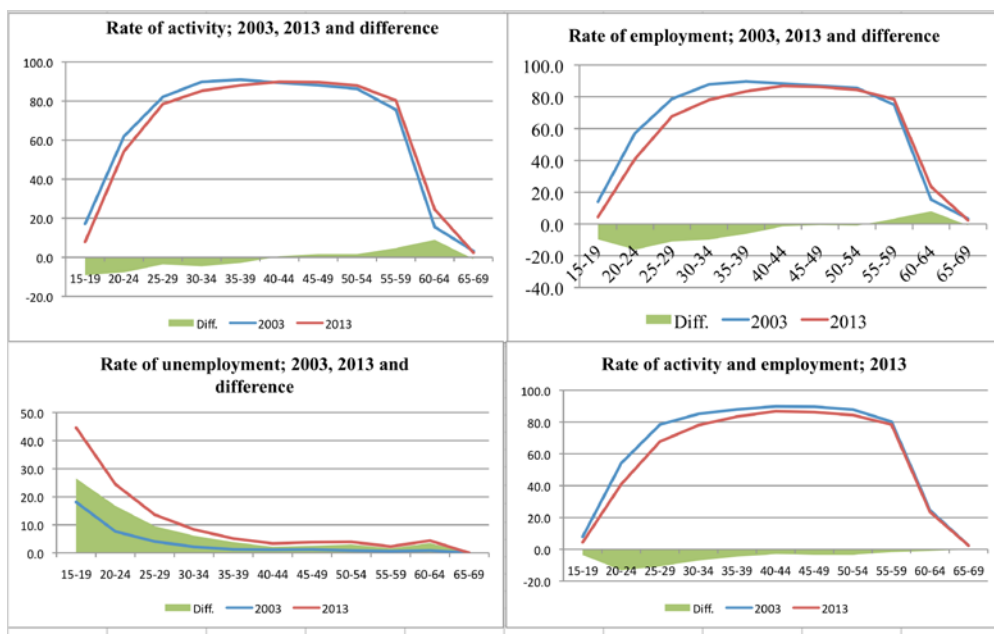 Rate of activity; 2003, 2013 and difference
100.0
80.0
60.0
40.0
20.0
0.0
-20.0
15-19 20-24 25-29 30-34 35-39 40-44 45-49 50-54 55-59 60-64 65-69
Diff. 2003 2013
Rate of employment; 2003, 2013 and difference
100.0
80.0
60.0
40.0
20.0
0.0
-20.0
-40.0
15-19 20-24 25-29 30-34 35-39 40-44 45-49 50-54 55-59 60-64 65-69
Diff. 2003 2013
Rate of unemployment; 2003, 2013 and
difference
50.0
40.0
30.0
20.0
10.0
0.0
15-19 20-24 25-29 30-34 35-39 40-44 45-49 50-54 55-59 60-64 65-69
Diff. 2003 2013
Rate of activity and employment; 2013
100.0
80.0
60.0
40.0
20.0
0.0
-20.0
15-19 20-24 25-29 30-34 35-39 40-44 45-49 50-54 55-59 60-64 65-69
Diff. 2003 2013